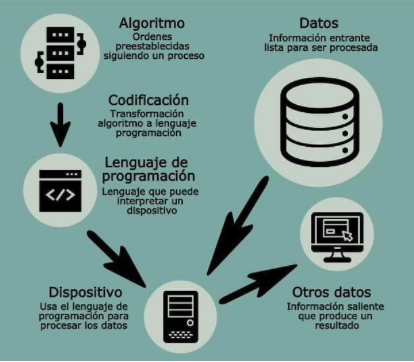 Algoritmo
Ordenes
preestablecidas
siguiendo un proceso
Datos
Información entrante
lista para ser procesada
Codificación
Transformación
algoritmo a lenguaje
programación
Lenguaje de
programación
Lenguaje que puede
interpretar un
dispositivo
</>
Dispositivo
Usa el lenguaje de
programación para
procesar los datos
Otros datos
Información saliente
que produce un
resultado